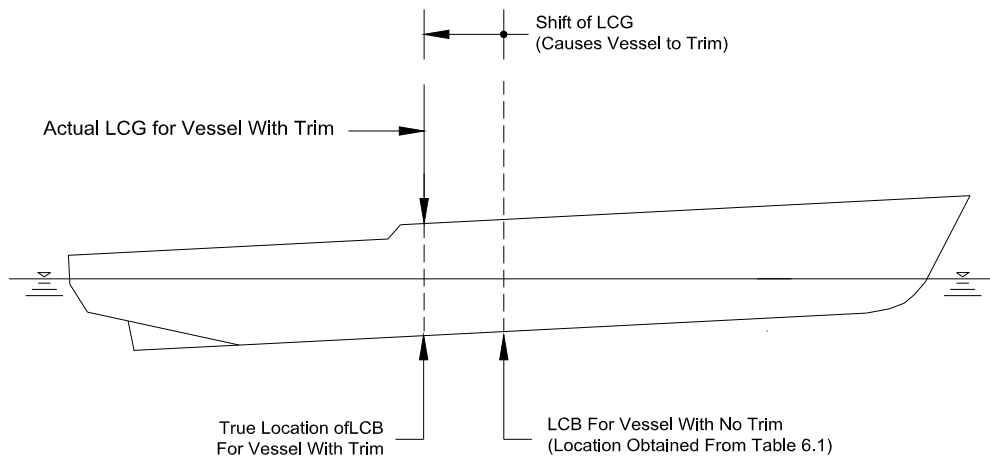 Shift of LCG
(Causes Vessel to Trim)
Actual LCG for Vessel With Trim
True Location ofLCB
For Vessel With Trim
LCB For Vessel With No Trim
(Location Obtained From Table 6.1)